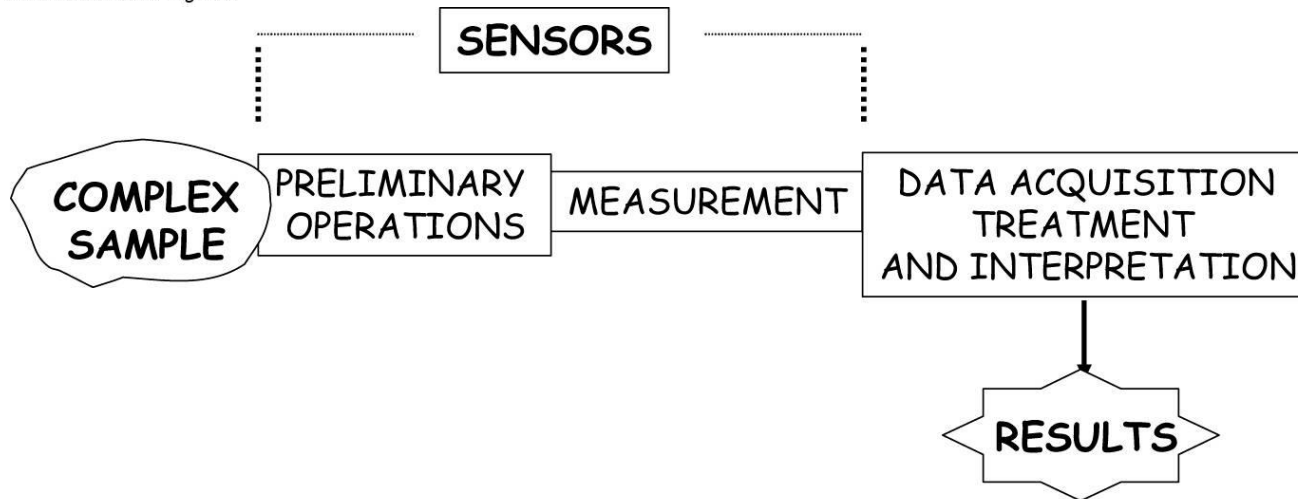 SENSORS
COMPLEX
SAMPLE
PRELIMINARY
OPERATIONS
MEASUREMENT
DATA ACQUISITION
TREATMENT
AND INTERPRETATION
RESULTS